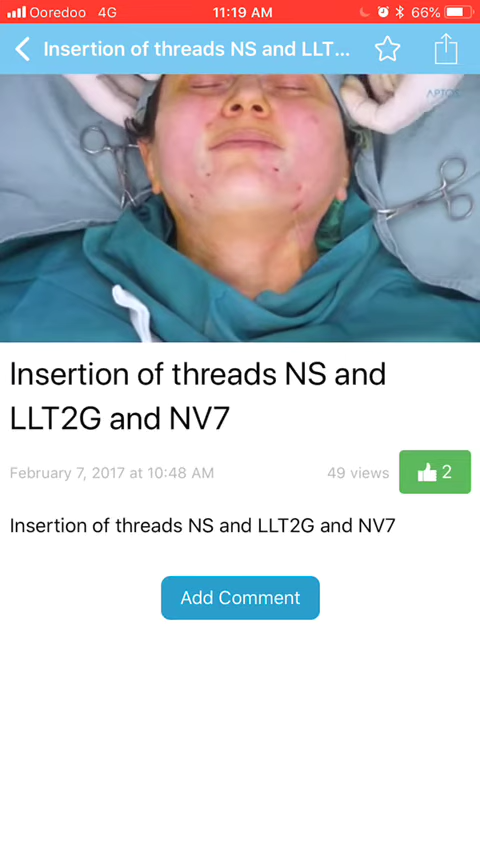 Ooredoo 4G 11:19 AM 66%
Insertion of threads NS and LLT...
APTOS
Insertion of threads NS and
LLT2G and NV7
February 7, 2017 at 10:48 AM 49 views 2
Insertion of threads NS and LLT2G and NV7
Add Comment